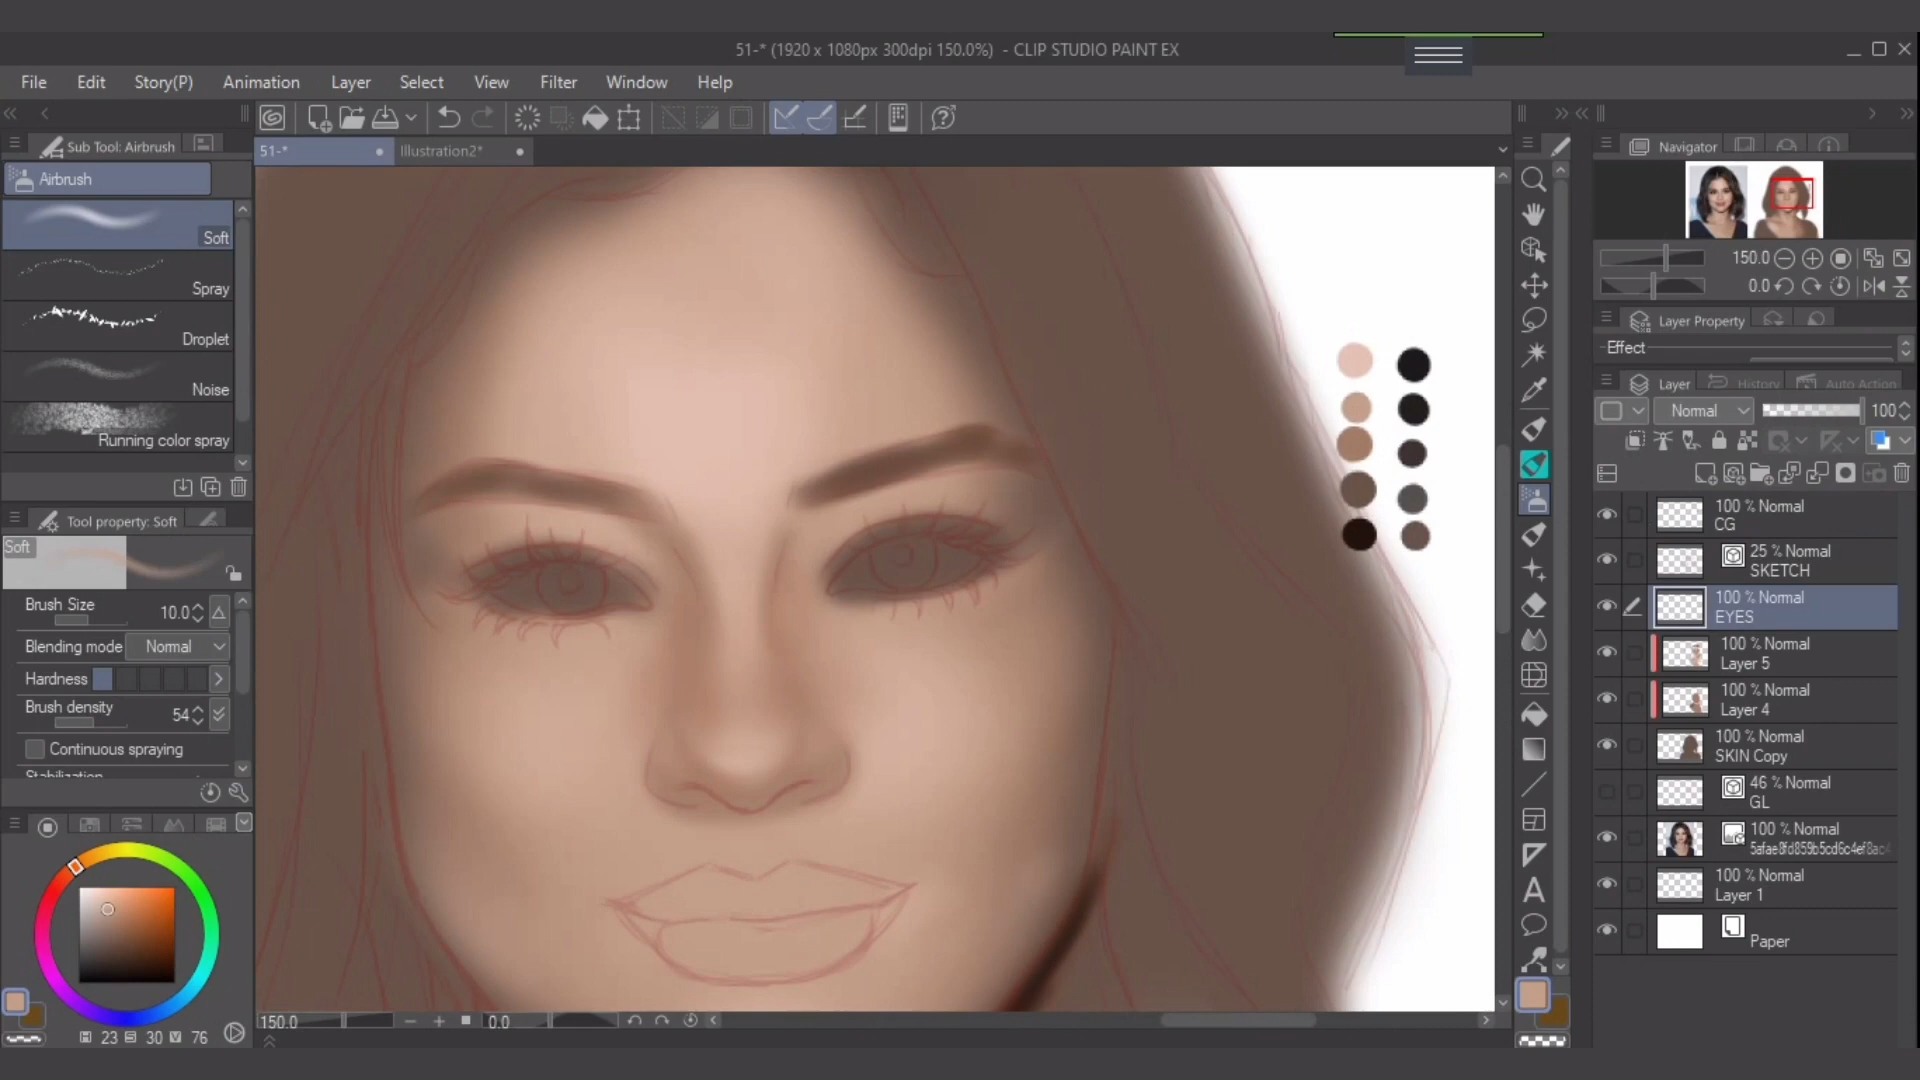 51-* (1920 x 1080px 300dpi 150.0%) - CLIP STUDIO PAINT EX
File Edit Story(P) Animation Layer Select View Filter Window Help
Sub Tool: Airbrush
Airbrush
Soft
Spray
Droplet
Noise
Running color spray
Tool property: Soft
Soft
Brush Size 10.0
Blending mode Normal
Hardness
Brush density 54
Continuous spraying
Stabilization
23 30 76
51-* Illustration2*
150.0 0.0
Navigator
150.0
0.0
Layer Property
Effect
Layer History Auto Action
Normal 100
100 % Normal
CG
25 % Normal
SKETCH
100 % Normal
EYES
100 % Normal
Layer 5
100 % Normal
Layer 4
100 % Normal
SKIN Copy
46 % Normal
GL
100 % Normal
5afae8fd859b5cd6c4ef8ac4
100 % Normal
Layer 1
Paper